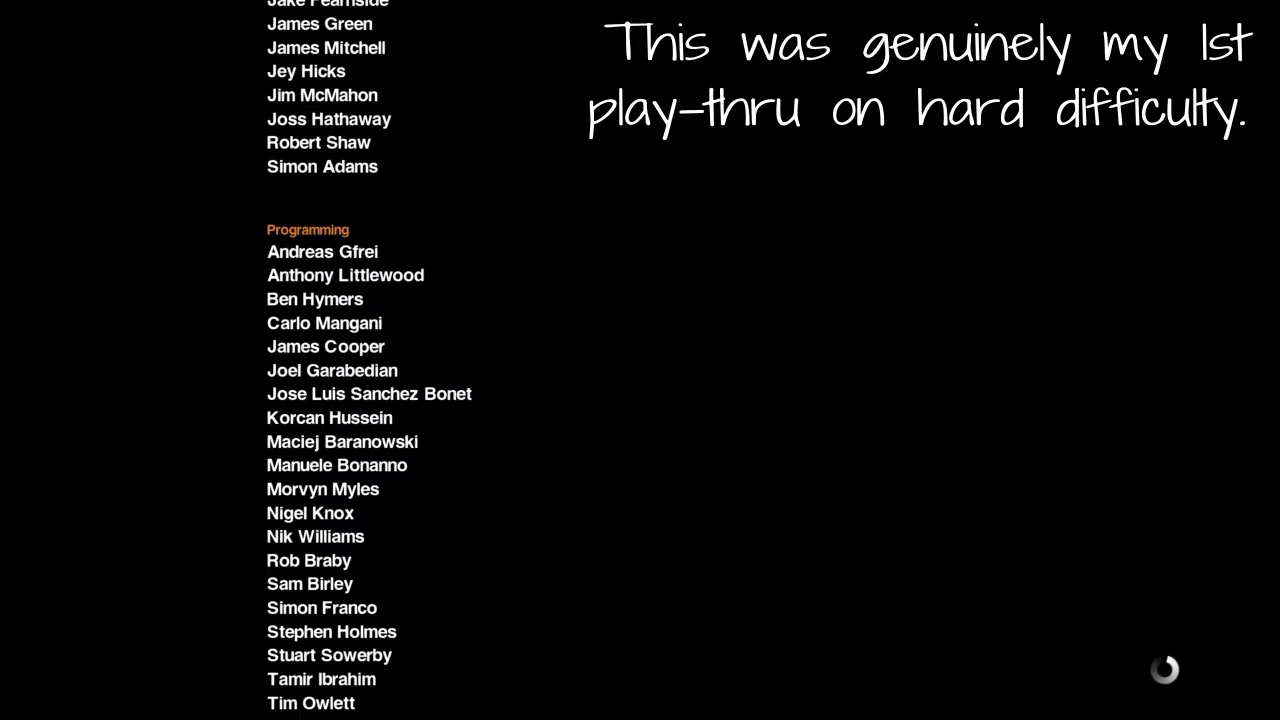 Jake Fearnside
James Green
James Mitchell
Jey Hicks
Jim McMahon
Joss Hathaway
Robert Shaw
Simon Adams
This was genuinely my 1st
play-thru on hard difficulty.
Programming
Andreas Gfrei
Anthony Littlewood
Ben Hymers
Carlo Mangani
James Cooper
Joel Garabedian
Jose Luis Sanchez Bonet
Korcan Hussein
Maciej Baranowski
Manuele Bonanno
Morvyn Myles
Nigel Knox
Nik Williams
Rob Braby
Sam Birley
Simon Franco
Stephen Holmes
Stuart Sowerby
Tamir Ibrahim
Tim Owlett